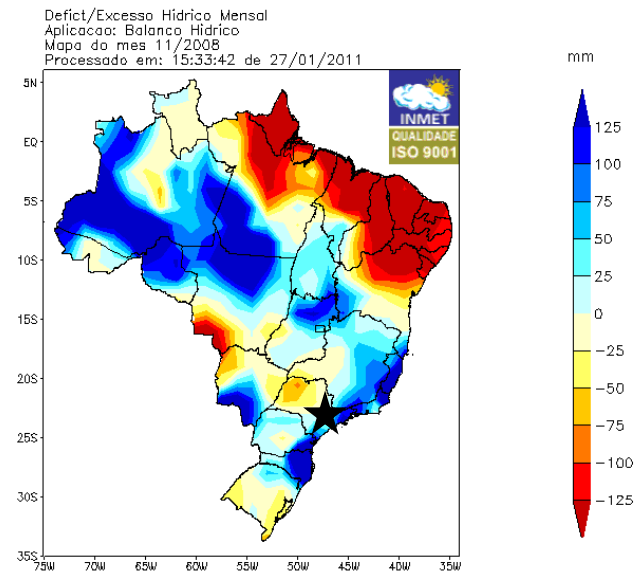 Defict/Excesso Hidrico Mensal
Aplicacao: Balanco Hidrico
Mapa do mes 11/2008
Processado em: 15:33:42 de 27/01/2011
mm
INMET
QUALIDADE
ISO 9001
5N
EQ
5S
10S
15S
20S
25S
30S
35S
75W 70W 65W 60W 55W 50W 45W 40W 35W
125
100
75
50
25
0
−25
−50
−75
−100
−125